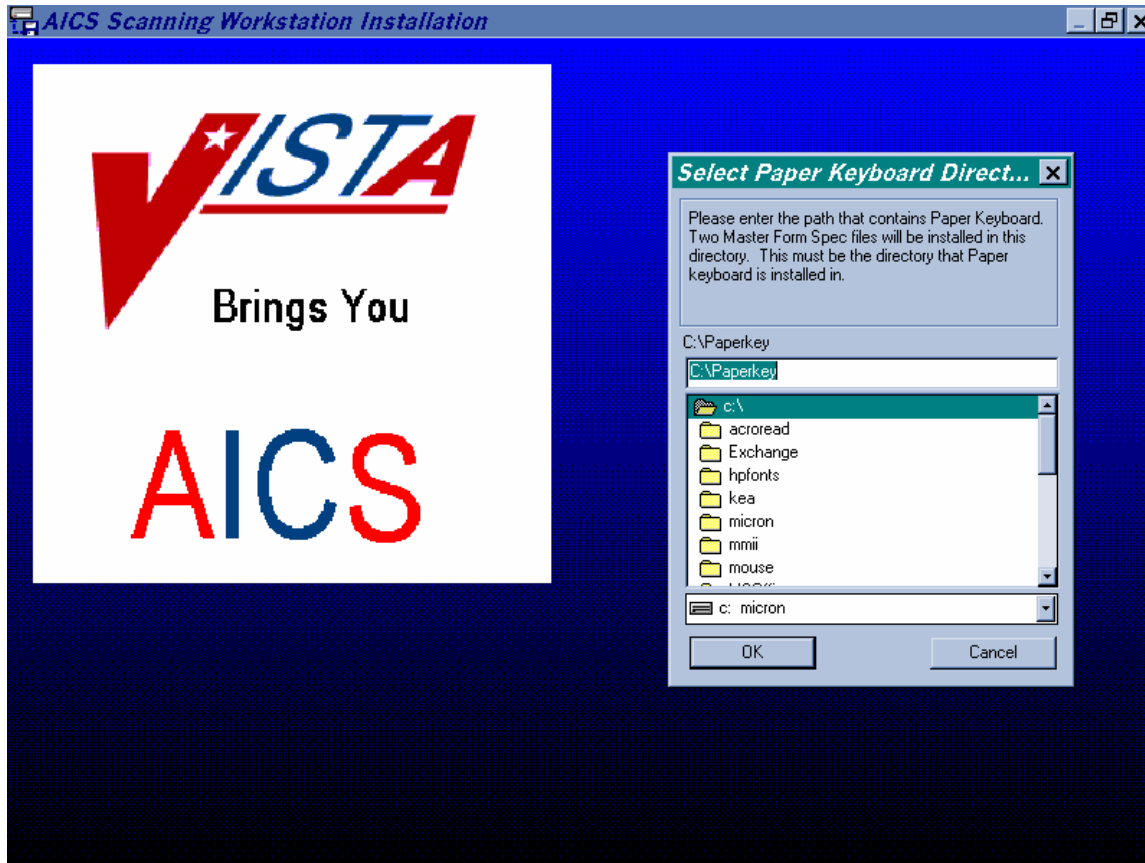 AICS Scanning Workstation Installation
VISTA
Brings You
AICS
Select Paper Keyboard Direct...
Please enter the path that contains Paper Keyboard.
Two Master Form Spec files will be installed in this
directory. This must be the directory that Paper
keyboard is installed in.
C:\Paperkey
C:\Paperkey
c:\
acroread
Exchange
hpfonts
kea
micron
mmii
mouse
c: micron
OK Cancel